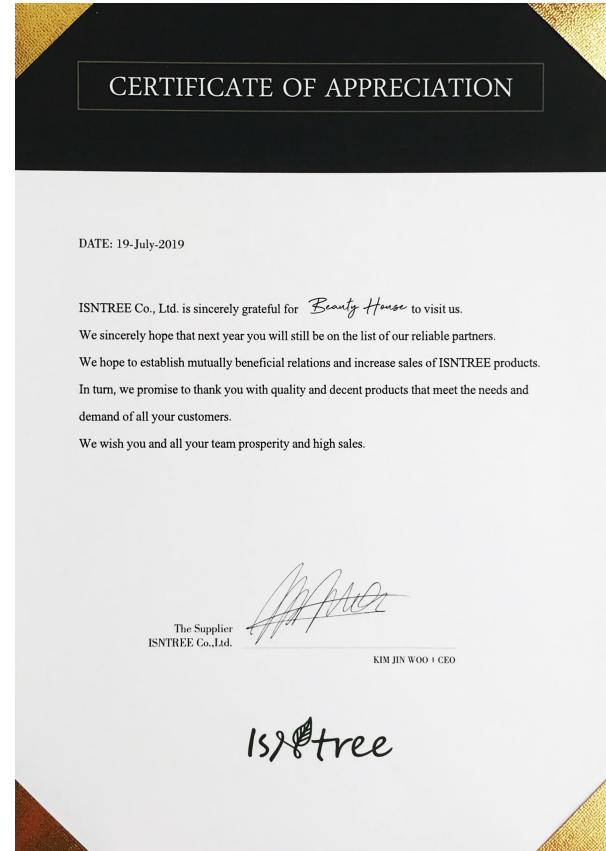 CERTIFICATE OF APPRECIATION
DATE: 19-July-2019
ISNTREE Co., Ltd. is sincerely grateful for Beauty House to visit us.
We sincerely hope that next year you will still be on the list of our reliable partners.
We hope to establish mutually beneficial relations and increase sales of ISNTREE products.
In turn, we promise to thank you with quality and decent products that meet the needs and
demand of all your customers.
We wish you and all your team prosperity and high sales.
The Supplier
ISNTREE Co.,Ltd.
KIM JIN WOO I CEO
Isntree